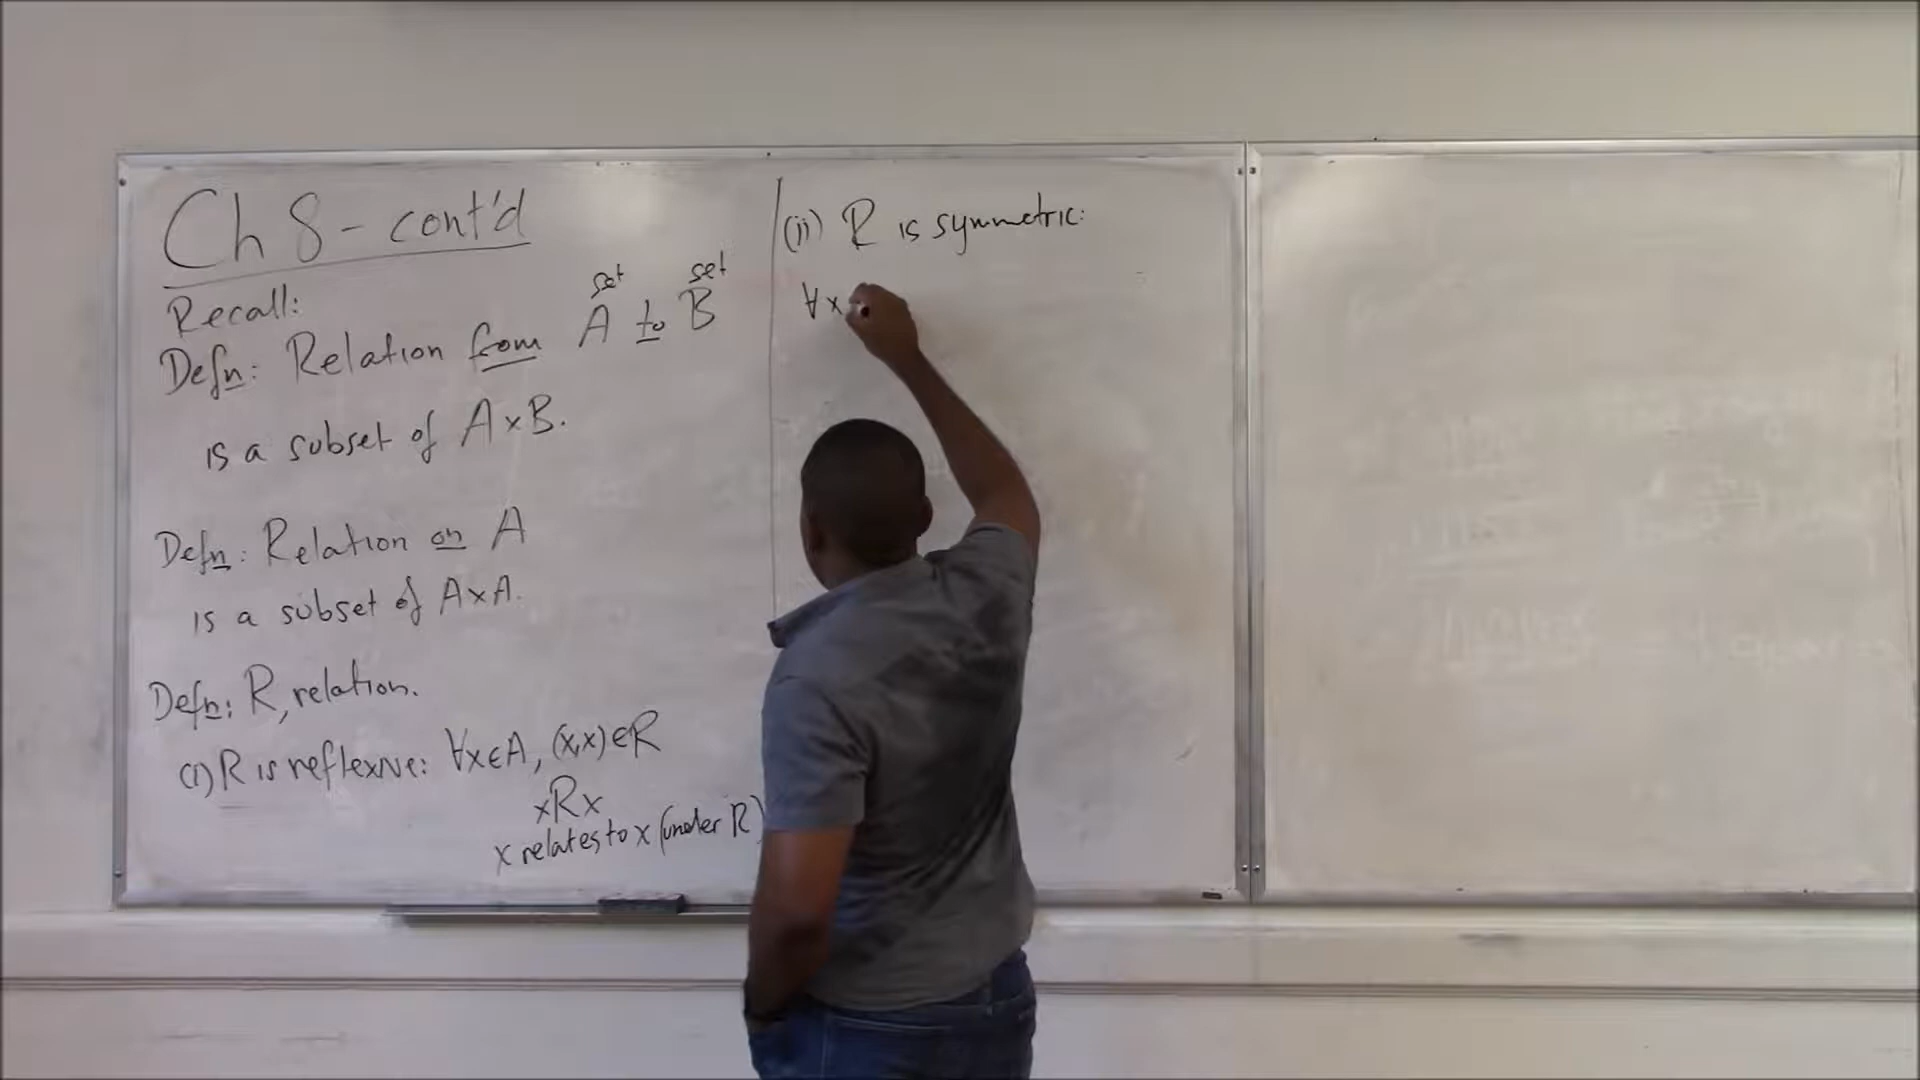 Ch 8 - cont'd
Recall:
set set
Defn: Relation from A to B
is a subset of A×B.
Defn: Relation on A
is a subset of A×A.
Defn: R, relation.
(i) R is reflexive: ∀x∈A, (x,x)∈R
xRx
x relates to x (under R)
(ii) R is symmetric:
∀x